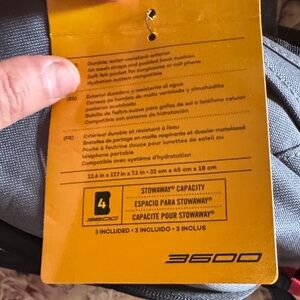 Durable, water-resistant exterior
Air mesh straps and padded back cushion
Soft felt pocket for sunglasses or cell phone
Hydration system compatible
(ES)
Exterior duradero y resistente al agua
Correas de hombro de malla ventilada y almohadilla
posterior acolchada
Bolsillo de fieltro suave para gafas de sol o teléfono celular
Compatible con sistema de hidratación
(FR)
Extérieur durable et résistant à l'eau
Bretelles de portage en maille respirante et dossier matelassé
Poche à feutrine douce pour lunettes de soleil ou
téléphone portable
Compatible avec système d'hydratation
12.6 in x 17.7 in x 7.1 in - 32 cm x 45 cm x 18 cm
4
3600
STOWAWAY® CAPACITY
ESPACIO PARA STOWAWAY®
CAPACITÉ POUR STOWAWAY®
3 INCLUDED • 3 INCLUIDO • 3 INCLUS
3600